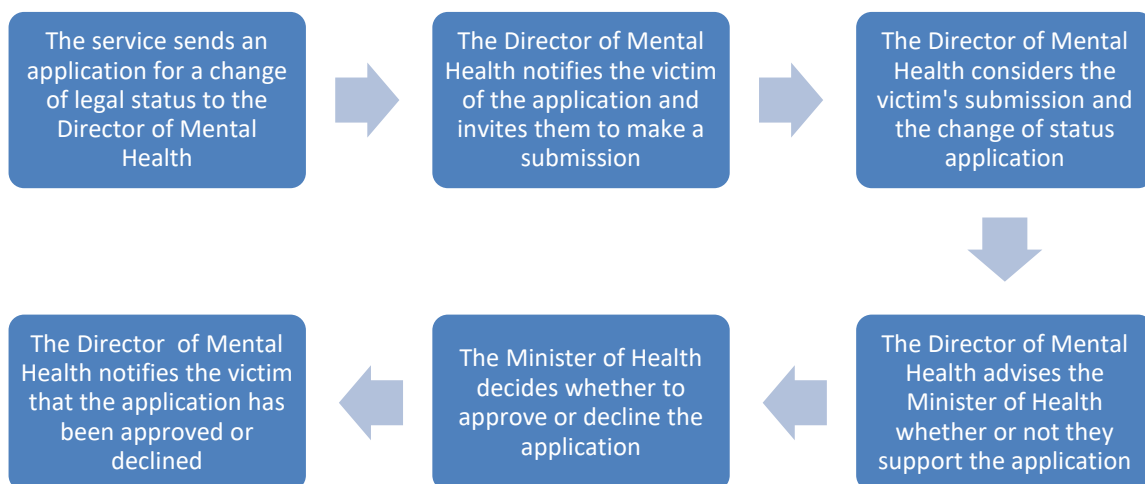 The service sends an
application for a change
of legal status to the
Director of Mental
Health
The Director of Mental
Health notifies the victim
of the application and
invites them to make a
submission
The Director of Mental
Health considers the
victim's submission and
the change of status
application
The Director of Mental
Health advises the
Minister of Health
whether or not they
support the application
The Minister of Health
decides whether to
approve or decline the
application
The Director  of Mental
Health notifies the victim
that the application has
been approved or
declined